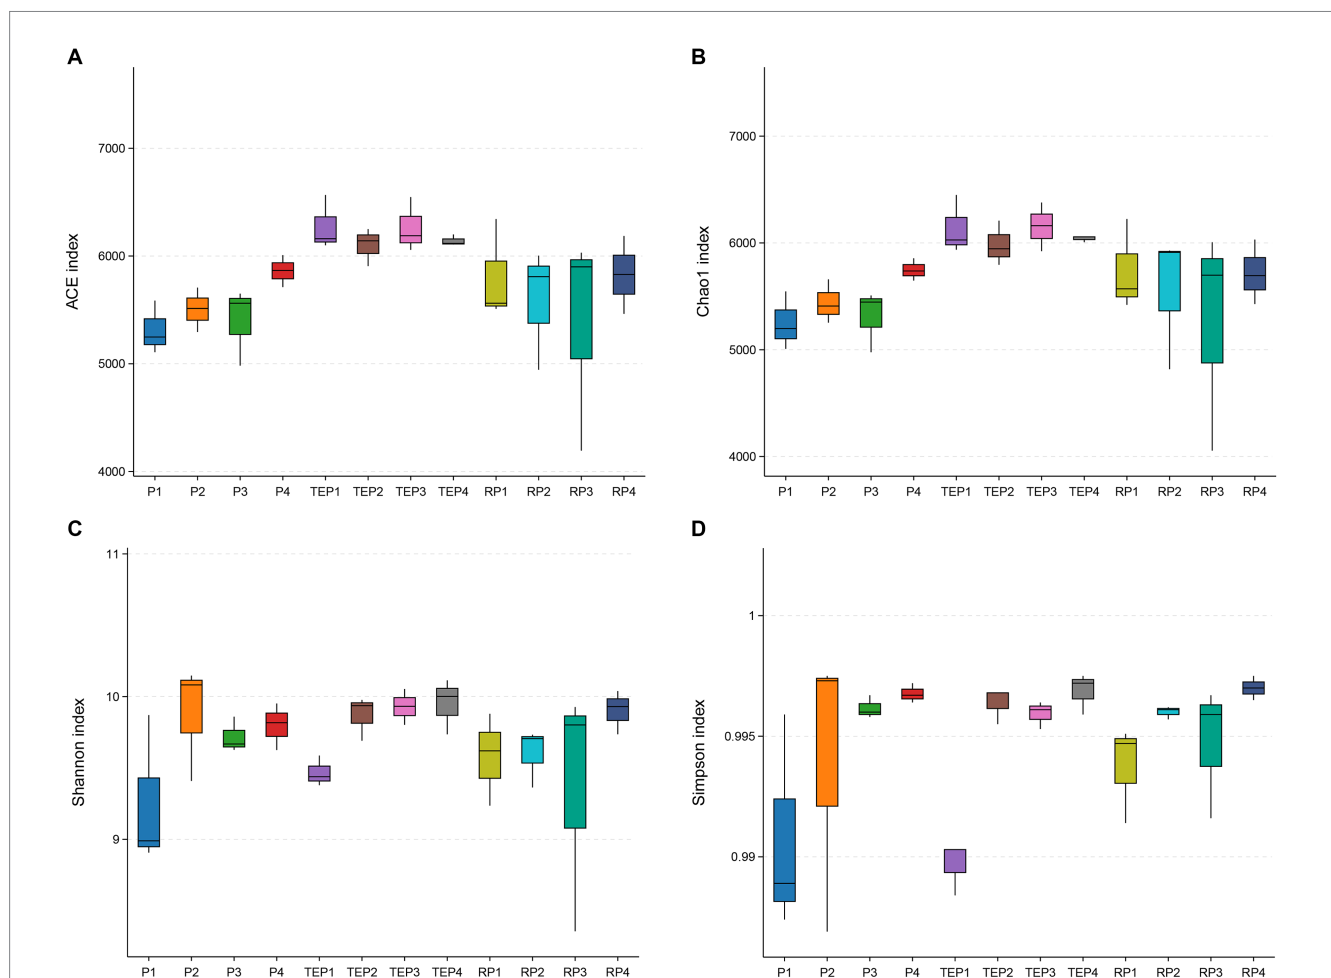 A
7000
6000
5000
4000
ACE index
P1 P2 P3 P4 TEP1 TEP2 TEP3 TEP4 RP1 RP2 RP3 RP4
B
7000
6000
5000
4000
Chao1 index
P1 P2 P3 P4 TEP1 TEP2 TEP3 TEP4 RP1 RP2 RP3 RP4
C
11
10
9
Shannon index
P1 P2 P3 P4 TEP1 TEP2 TEP3 TEP4 RP1 RP2 RP3 RP4
D
1
0.995
0.99
Simpson index
P1 P2 P3 P4 TEP1 TEP2 TEP3 TEP4 RP1 RP2 RP3 RP4